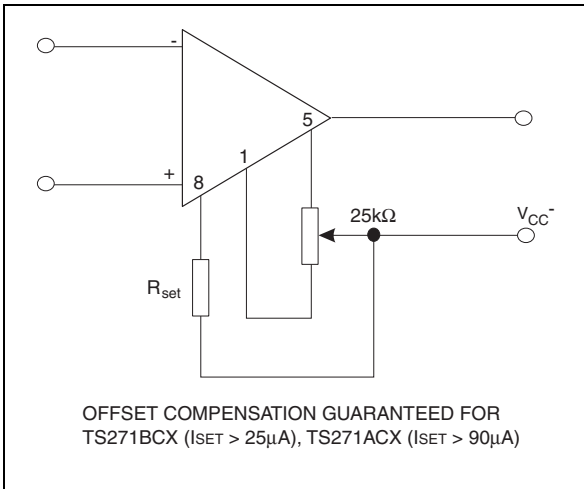 -
+
5
1
8
25kΩ
VCC-
Rset
OFFSET COMPENSATION GUARANTEED FOR
TS271BCX (ISET > 25µA), TS271ACX (ISET > 90µA)